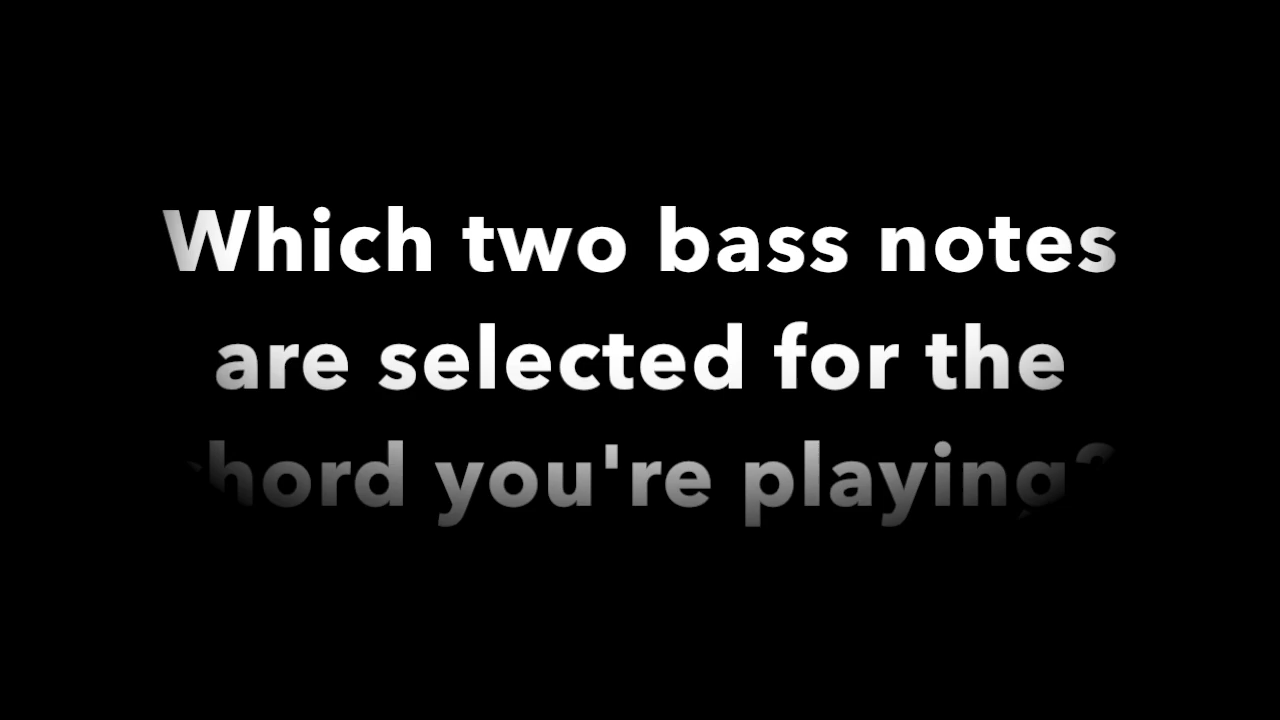 Which two bass notes
are selected for the
chord you're playing?